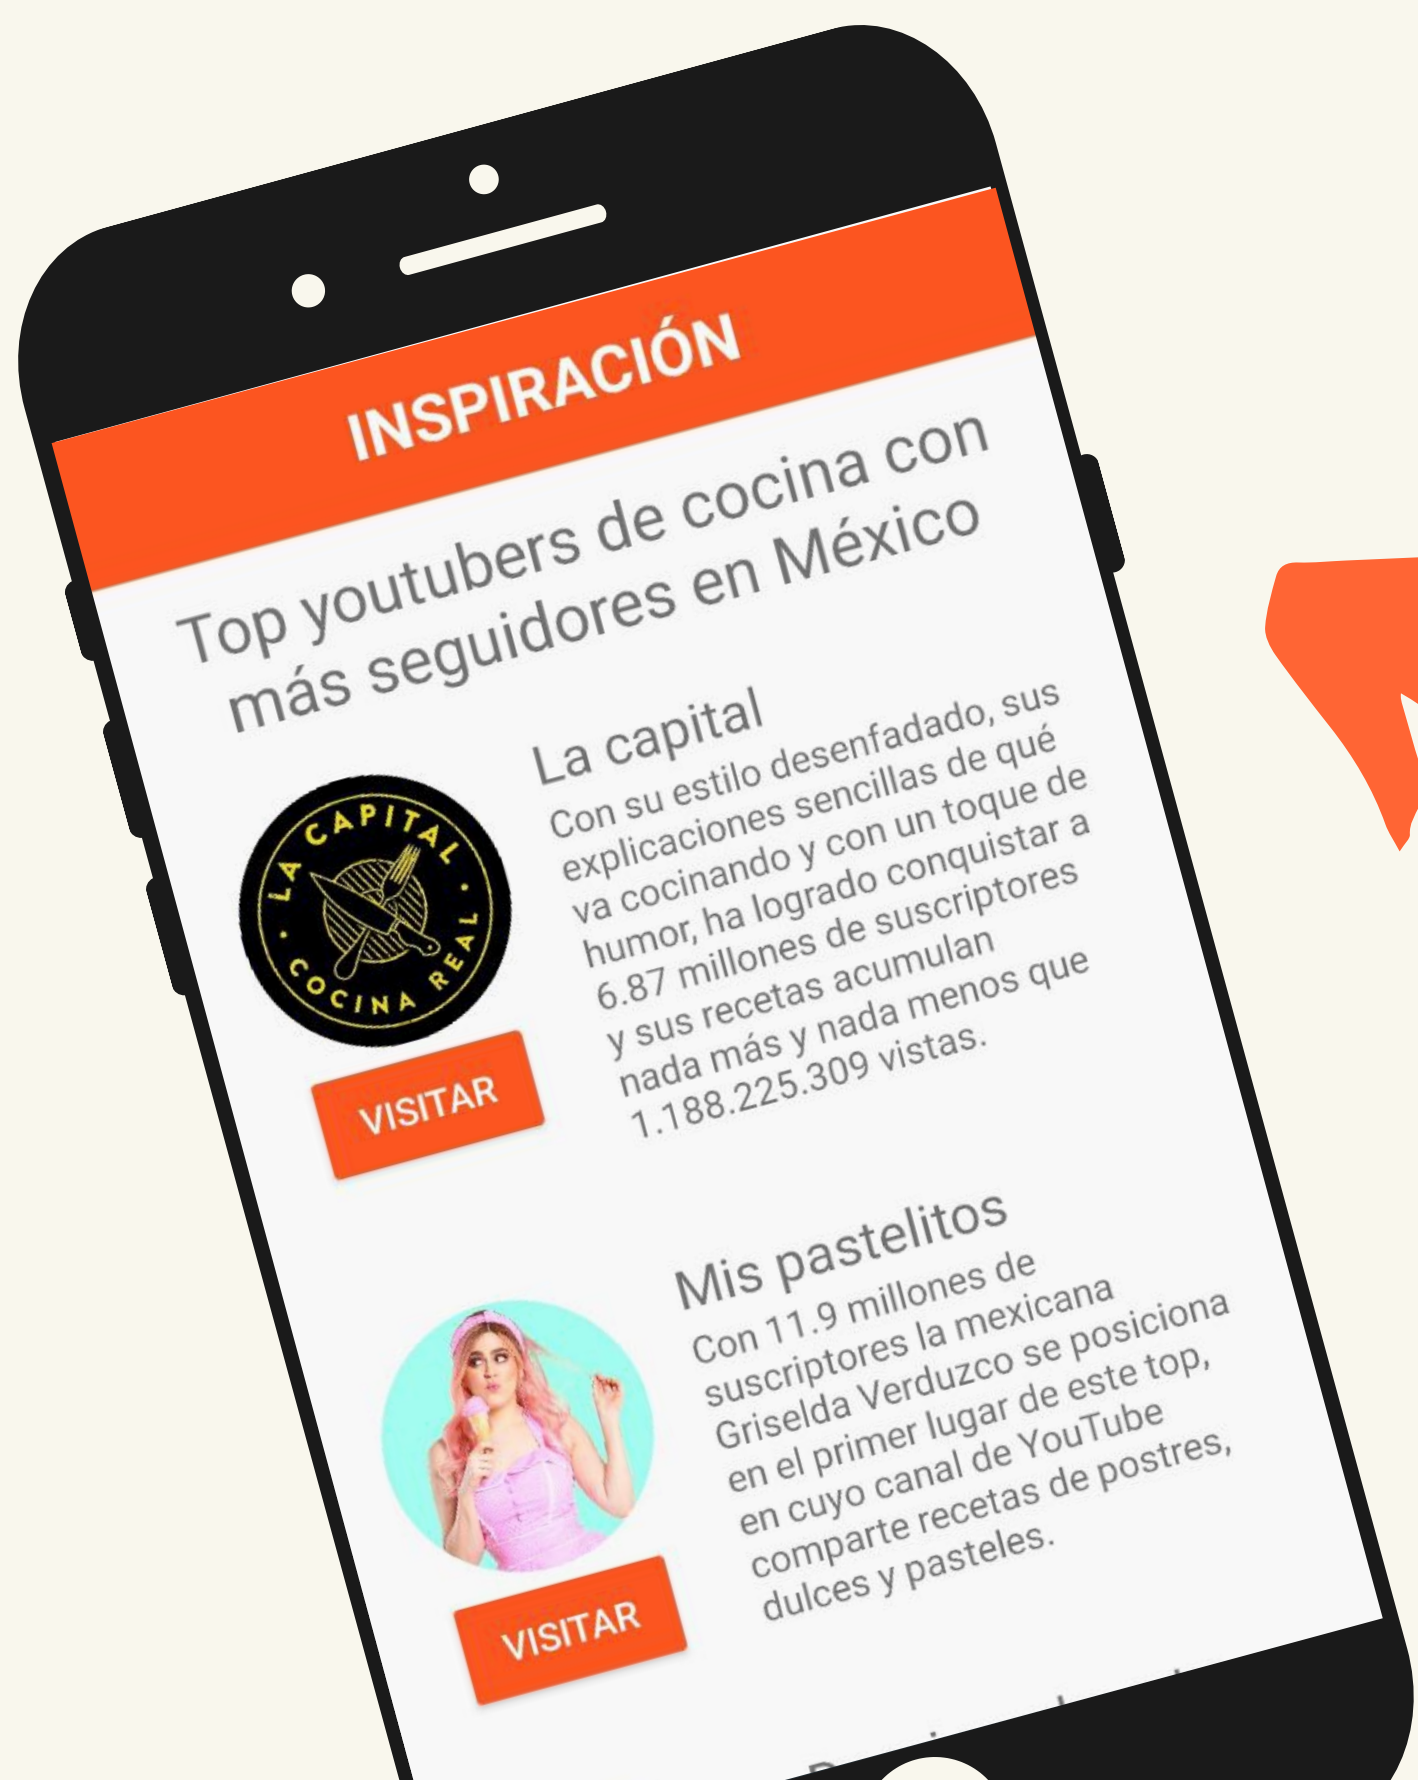 INSPIRACIÓN
Top youtubers de cocina con
más seguidores en México
LA CAPITAL
COCINA REAL
VISITAR
La capital
Con su estilo desenfadado, sus
explicaciones sencillas de qué
va cocinando y con un toque de
humor, ha logrado conquistar a
6.87 millones de suscriptores
y sus recetas acumulan
nada más y nada menos que
1.188.225.309 vistas.
VISITAR
Mis pastelitos
Con 11.9 millones de
suscriptores la mexicana
Griselda Verduzco se posiciona
en el primer lugar de este top,
en cuyo canal de YouTube
comparte recetas de postres,
dulces y pasteles.